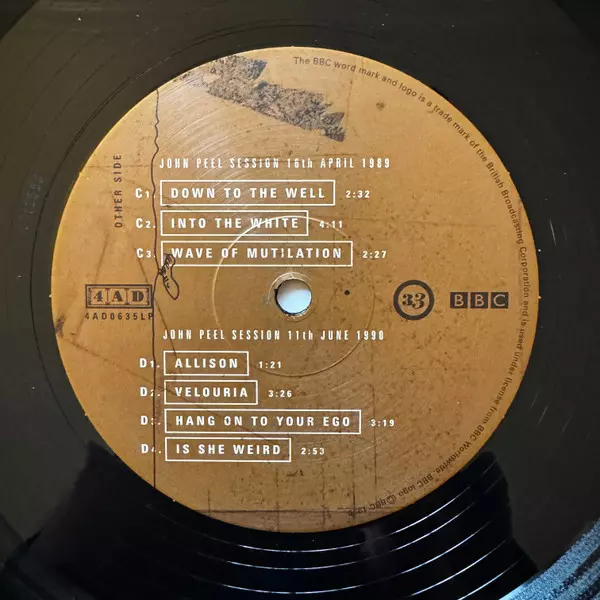 The BBC word mark and logo is a trade mark of the British Broadcasting Corporation and is used under license from BBC Worldwide. BBC logo © BBC
OTHER SIDE
JOHN PEEL SESSION 16th APRIL 1989
C1. DOWN TO THE WELL 2:32
C2. INTO THE WHITE 4:11
C3. WAVE OF MUTILATION 2:27
4AD
4AD0635LP
33
BBC
JOHN PEEL SESSION 11th JUNE 1990
D1. ALLISON 1:21
D2. VELOURIA 3:26
D3. HANG ON TO YOUR EGO 3:19
D4. IS SHE WEIRD 2:53